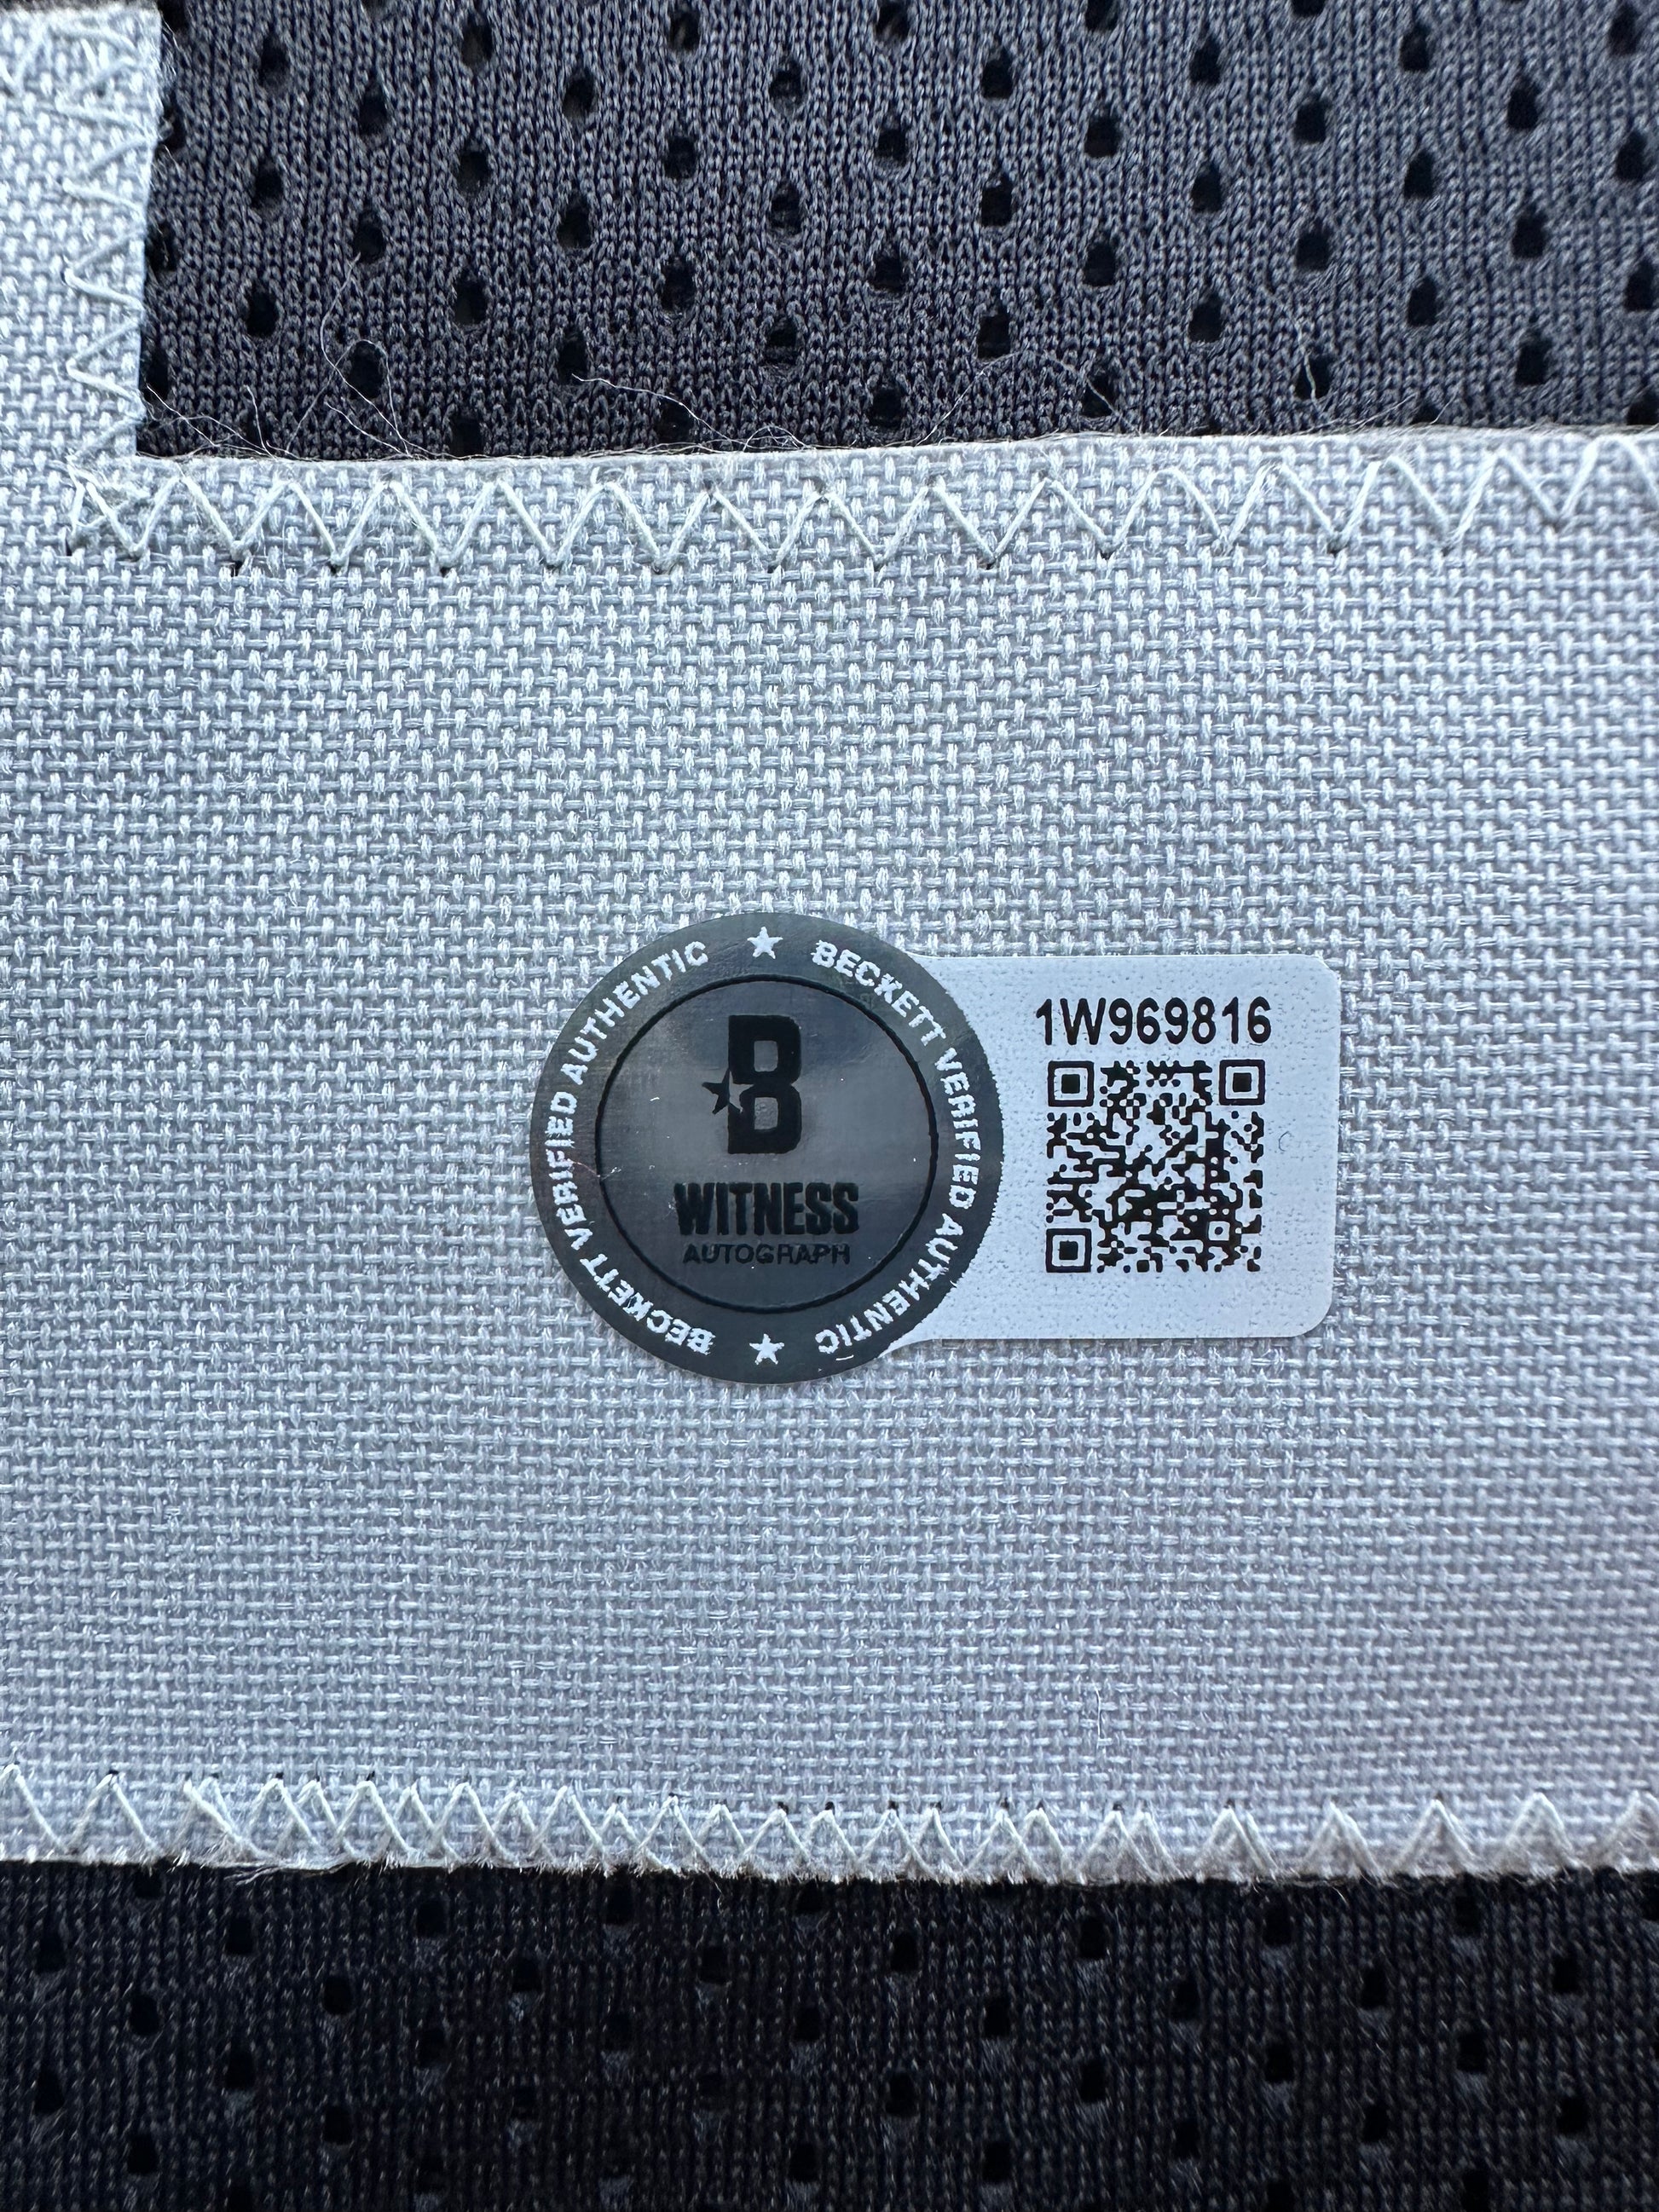 BECKETT VERIFIED AUTHENTIC ★ BECKETT VERIFIED AUTHENTIC ★
B
WITNESS
AUTOGRAPH
1W969816